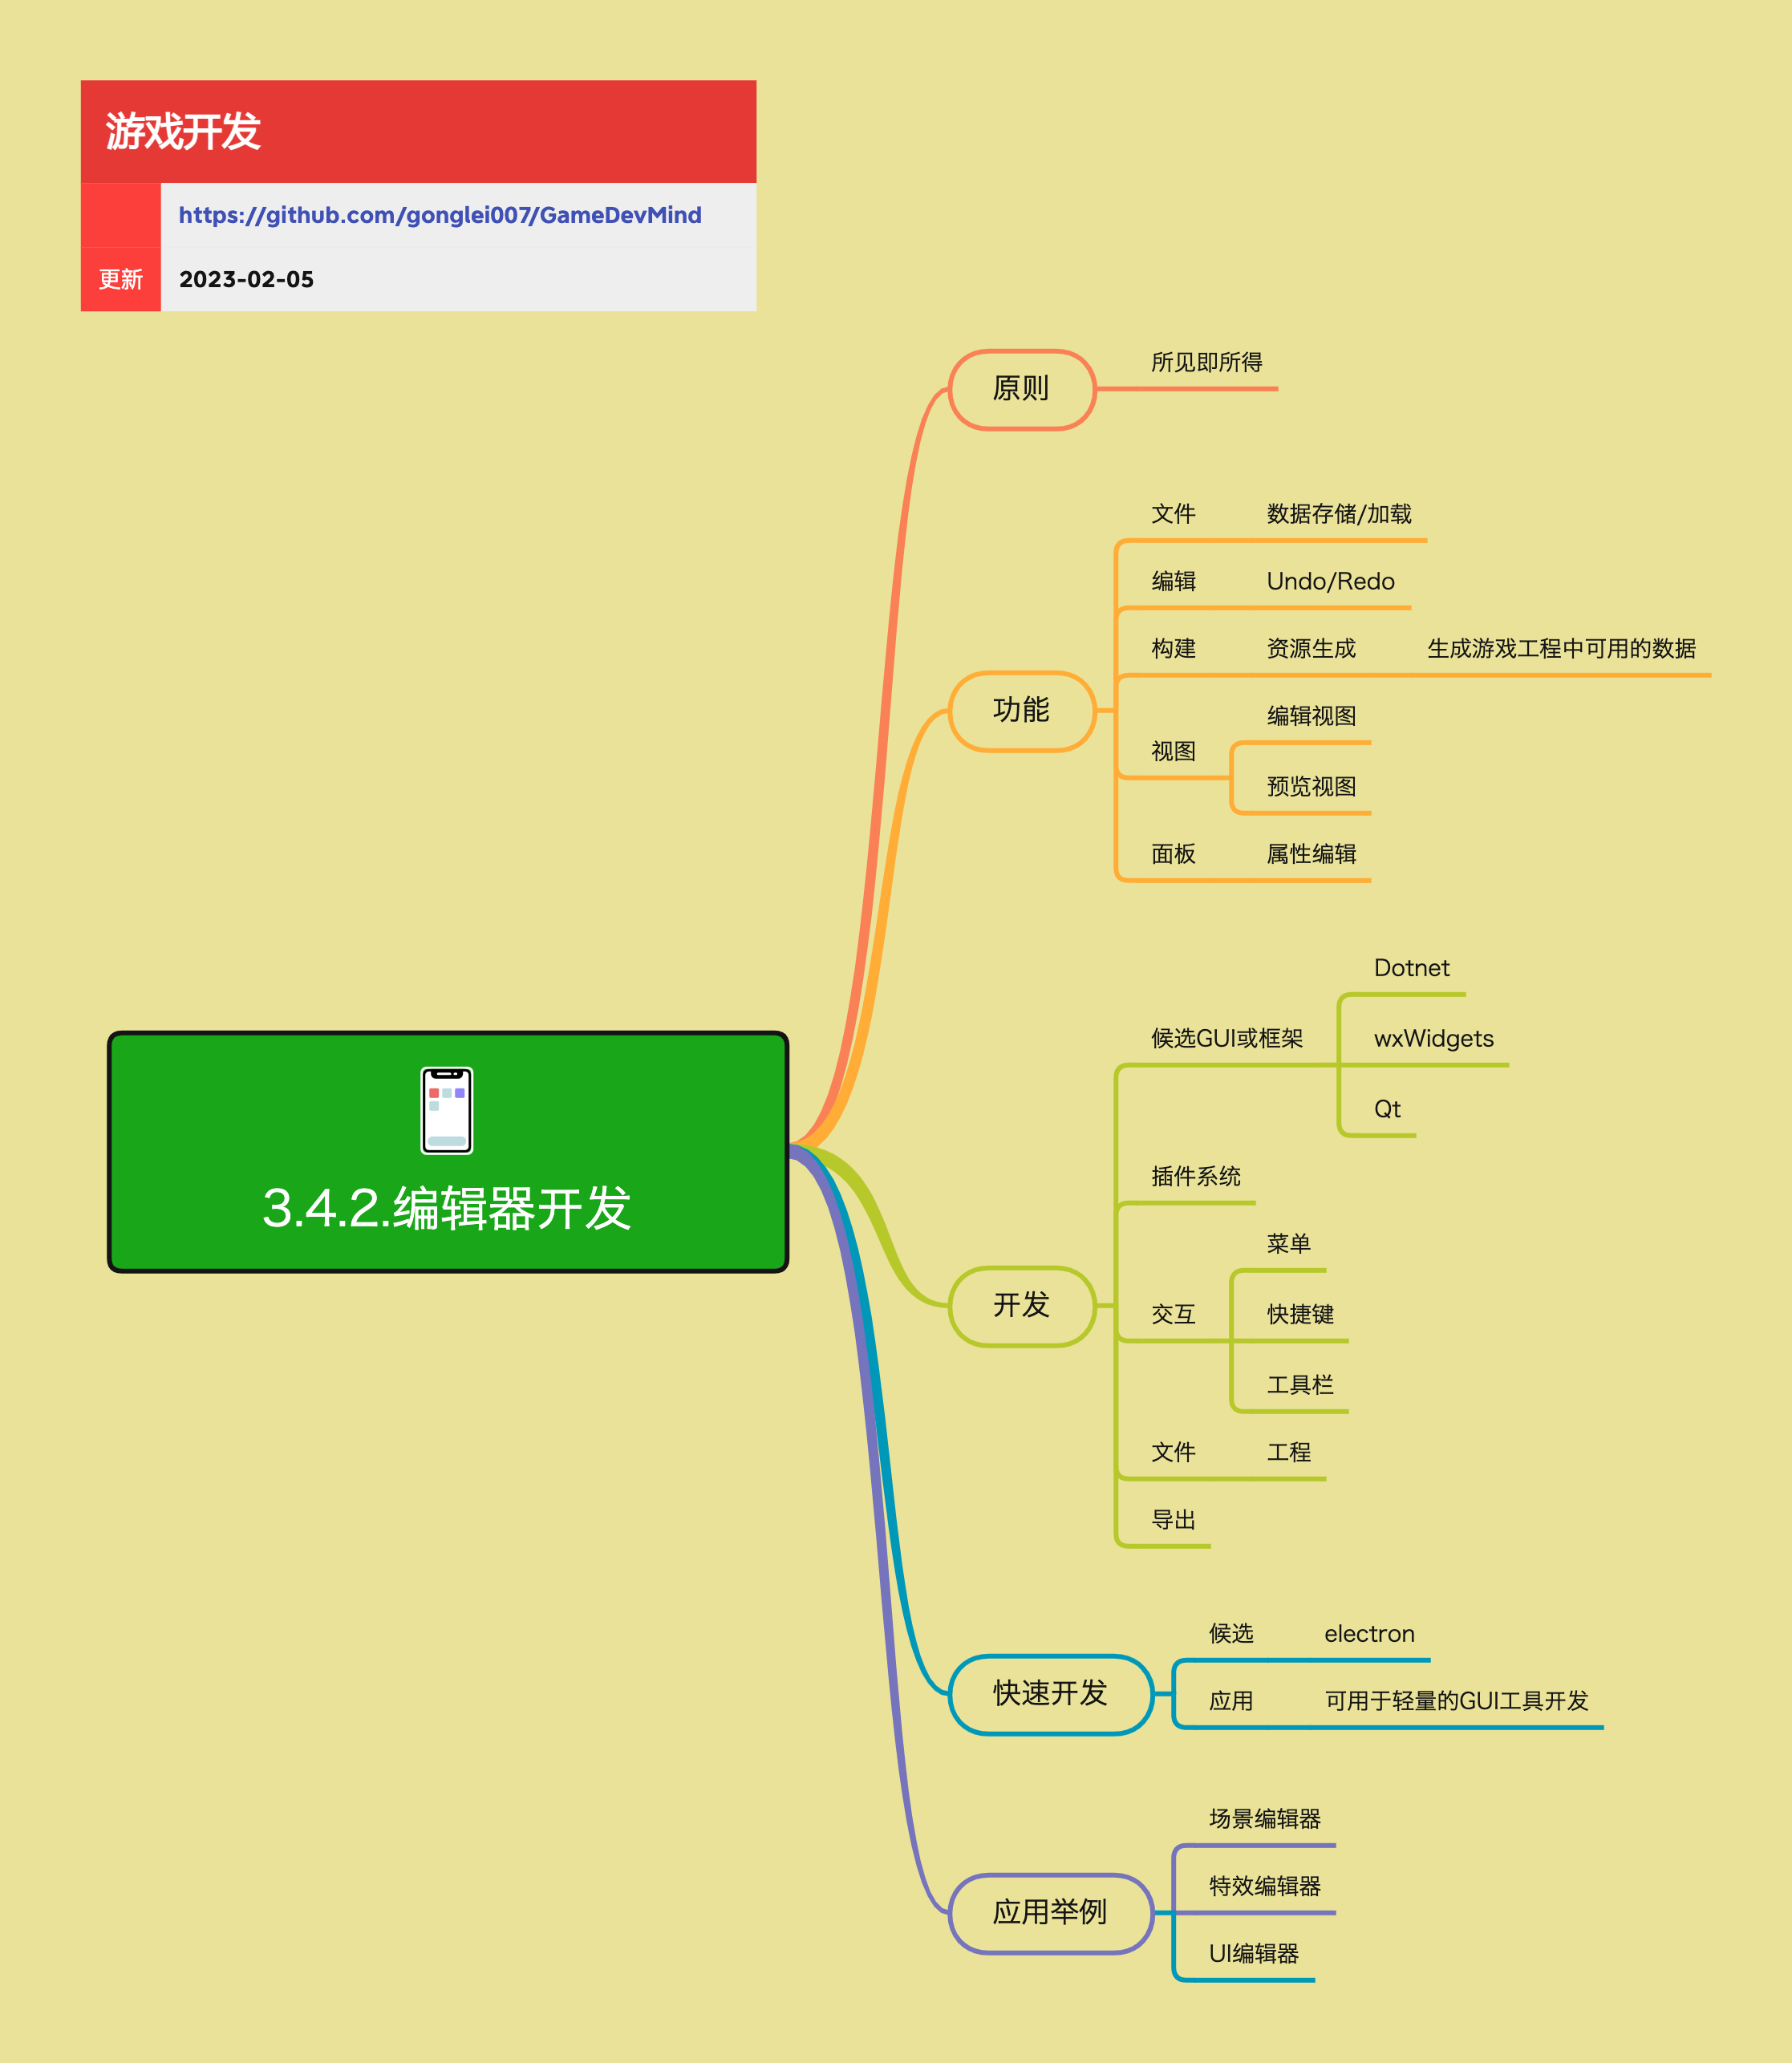 游戏开发
https://github.com/gonglei007/GameDevMind
更新
2023-02-05
3.4.2.编辑器开发
原则
所见即所得
功能
文件
数据存储/加载
编辑
Undo/Redo
构建
资源生成
生成游戏工程中可用的数据
视图
编辑视图
预览视图
面板
属性编辑
开发
候选GUI或框架
Dotnet
wxWidgets
Qt
插件系统
交互
菜单
快捷键
工具栏
文件
工程
导出
快速开发
候选
electron
应用
可用于轻量的GUI工具开发
应用举例
场景编辑器
特效编辑器
UI编辑器